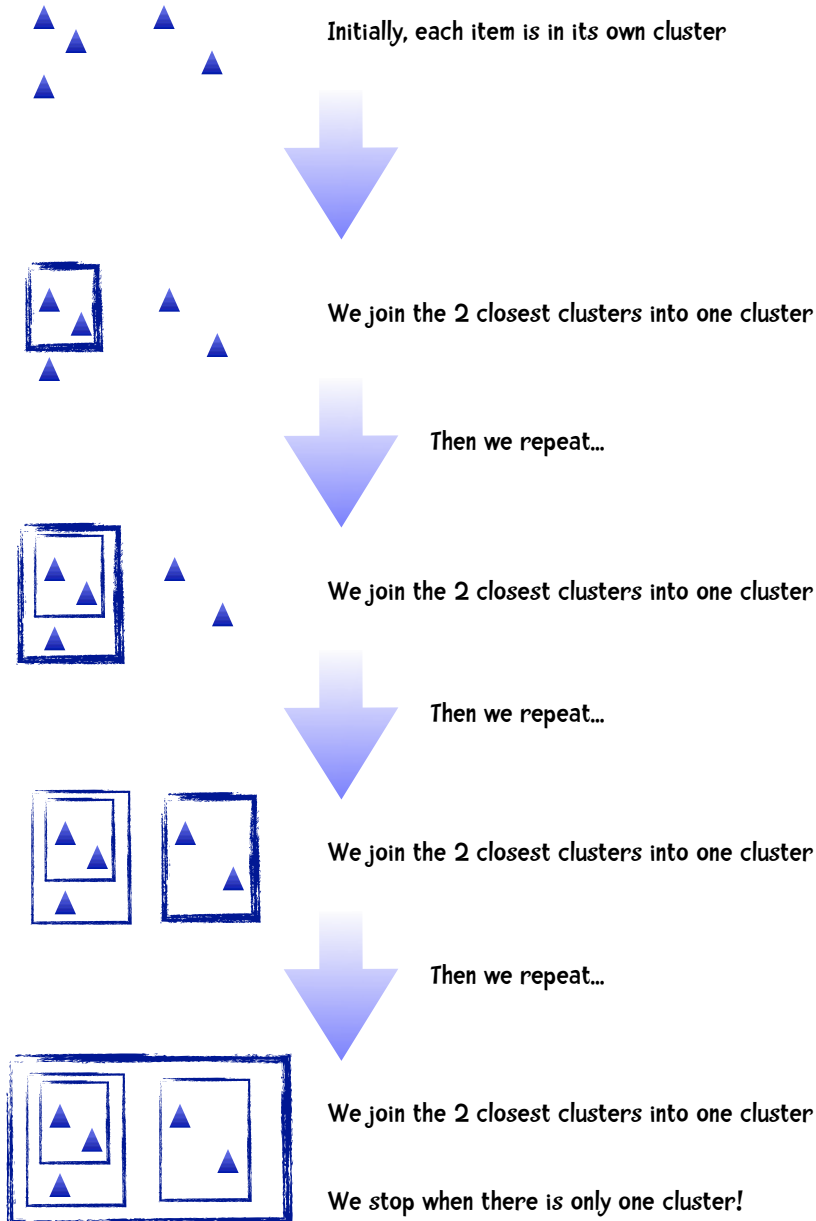 Initially, each item is in its own cluster
We join the 2 closest clusters into one cluster
Then we repeat...
We join the 2 closest clusters into one cluster
Then we repeat...
We join the 2 closest clusters into one cluster
Then we repeat...
We join the 2 closest clusters into one cluster
We stop when there is only one cluster!